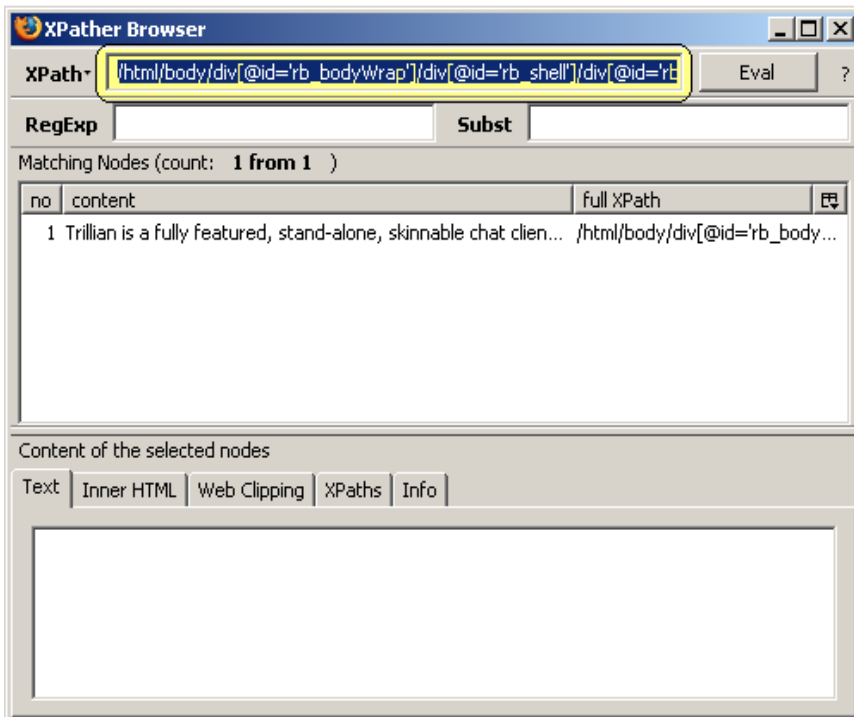 XPather Browser
XPath /html/body/div[@id='rb_bodyWrap']/div[@id='rb_shell']/div[@id='rb Eval ?
RegExp Subst
Matching Nodes (count: 1 from 1 )
no content full XPath
1 Trillian is a fully featured, stand-alone, skinnable chat clien... /html/body/div[@id='rb_body...
Content of the selected nodes
Text Inner HTML Web Clipping XPaths Info